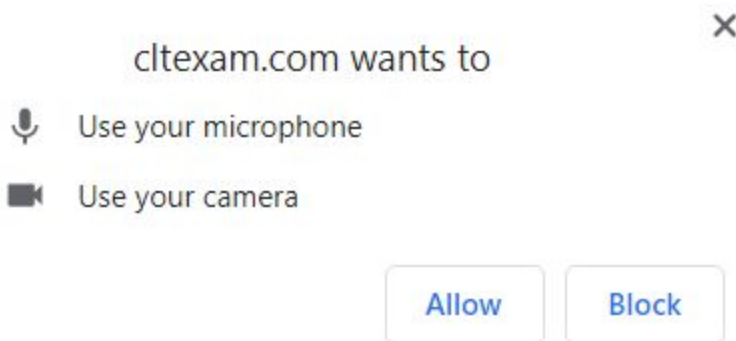 cltexam.com wants to
Use your microphone
Use your camera
Allow Block